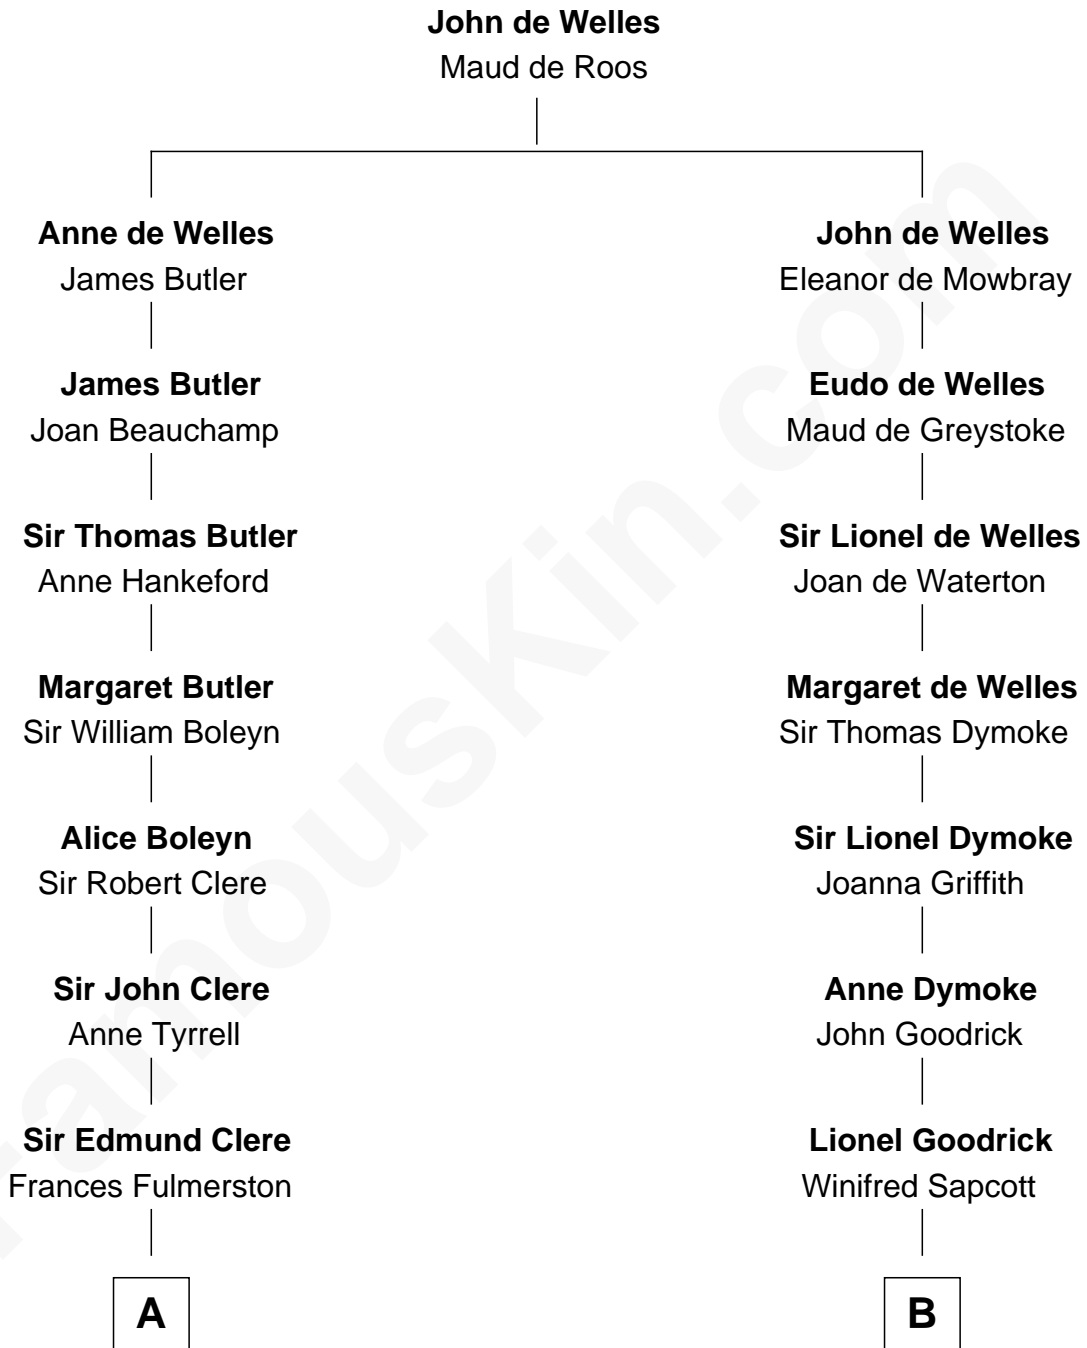 John de Welles
Maud de Roos
Anne de Welles
James Butler
John de Welles
Eleanor de Mowbray
James Butler
Joan Beauchamp
Eudo de Welles
Maud de Greystoke
Sir Thomas Butler
Anne Hankeford
Sir Lionel de Welles
Joan de Waterton
Margaret Butler
Sir William Boleyn
Margaret de Welles
Sir Thomas Dymoke
Alice Boleyn
Sir Robert Clere
Sir Lionel Dymoke
Joanna Griffith
Sir John Clere
Anne Tyrrell
Anne Dymoke
John Goodrick
Sir Edmund Clere
Frances Fulmerston
Lionel Goodrick
Winifred Sapcott
A
B
FamousKin.com